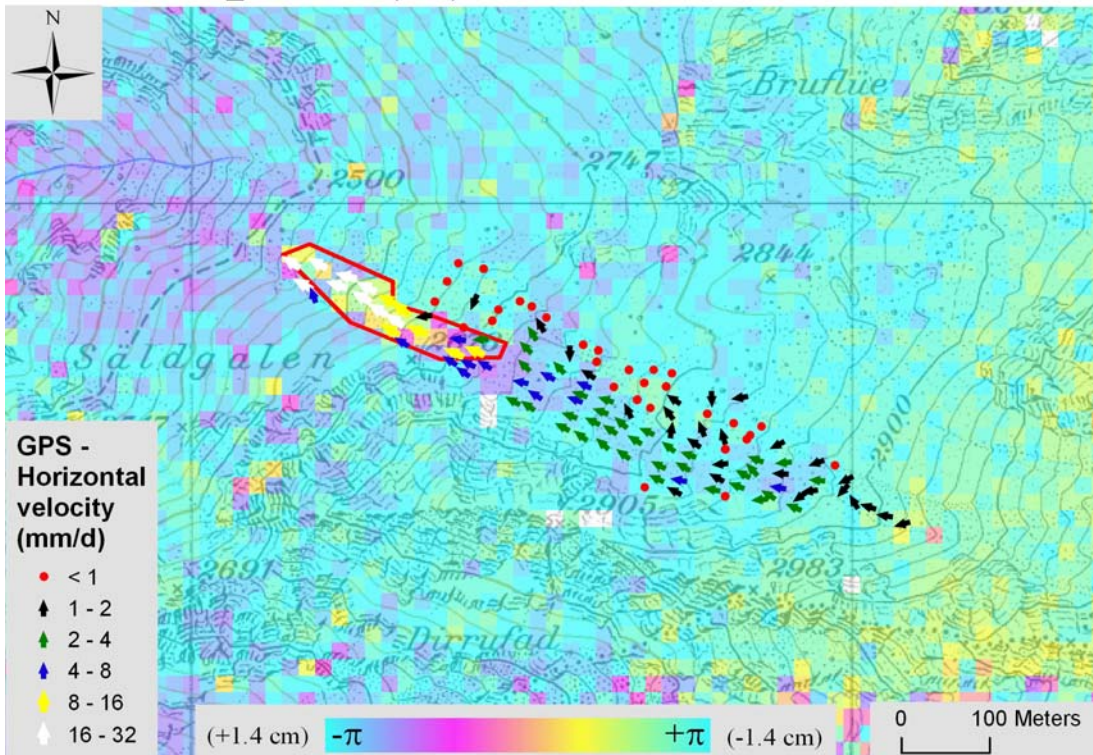 N
Bruflüe
2747
2500
2844
Säldgalen
2900
2905
2691
2983
Dirrufad
GPS -
Horizontal
velocity
(mm/d)
< 1
1 - 2
2 - 4
4 - 8
8 - 16
16 - 32
(+1.4 cm) -π +π (-1.4 cm)
0 100 Meters